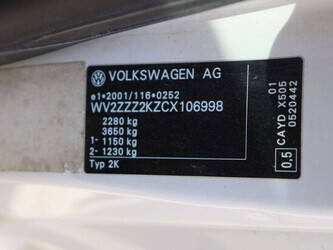 VOLKSWAGEN AG
e1*2001/116*0252
WV2ZZZ2KZCX106998
2280 kg
3650 kg
1- 1150 kg
2- 1230 kg
Typ 2K
0,5
CAYD X505
01
0520442